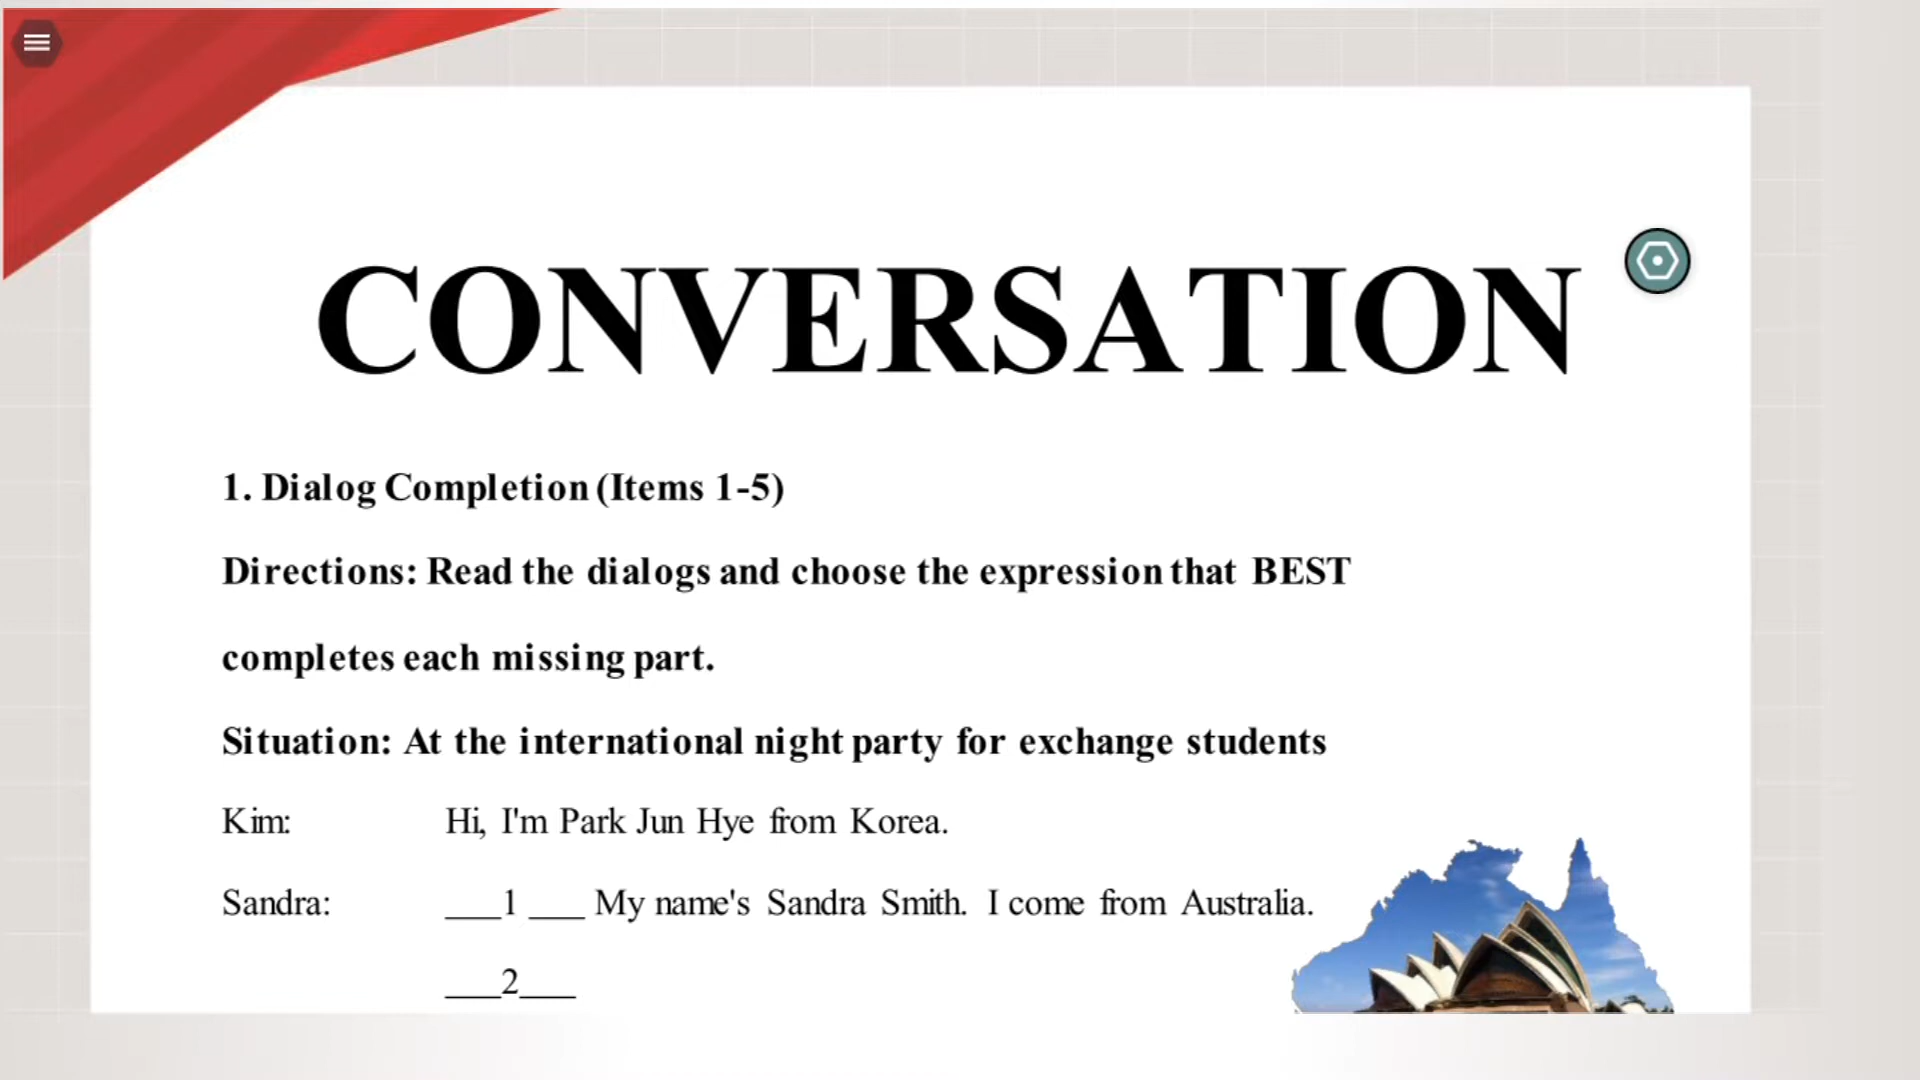 CONVERSATION
1. Dialog Completion (Items 1-5)
Directions: Read the dialogs and choose the expression that BEST
completes each missing part.
Situation: At the international night party for exchange students
Kim: Hi, I'm Park Jun Hye from Korea.
Sandra: ___1 ___ My name's Sandra Smith. I come from Australia.
___2___